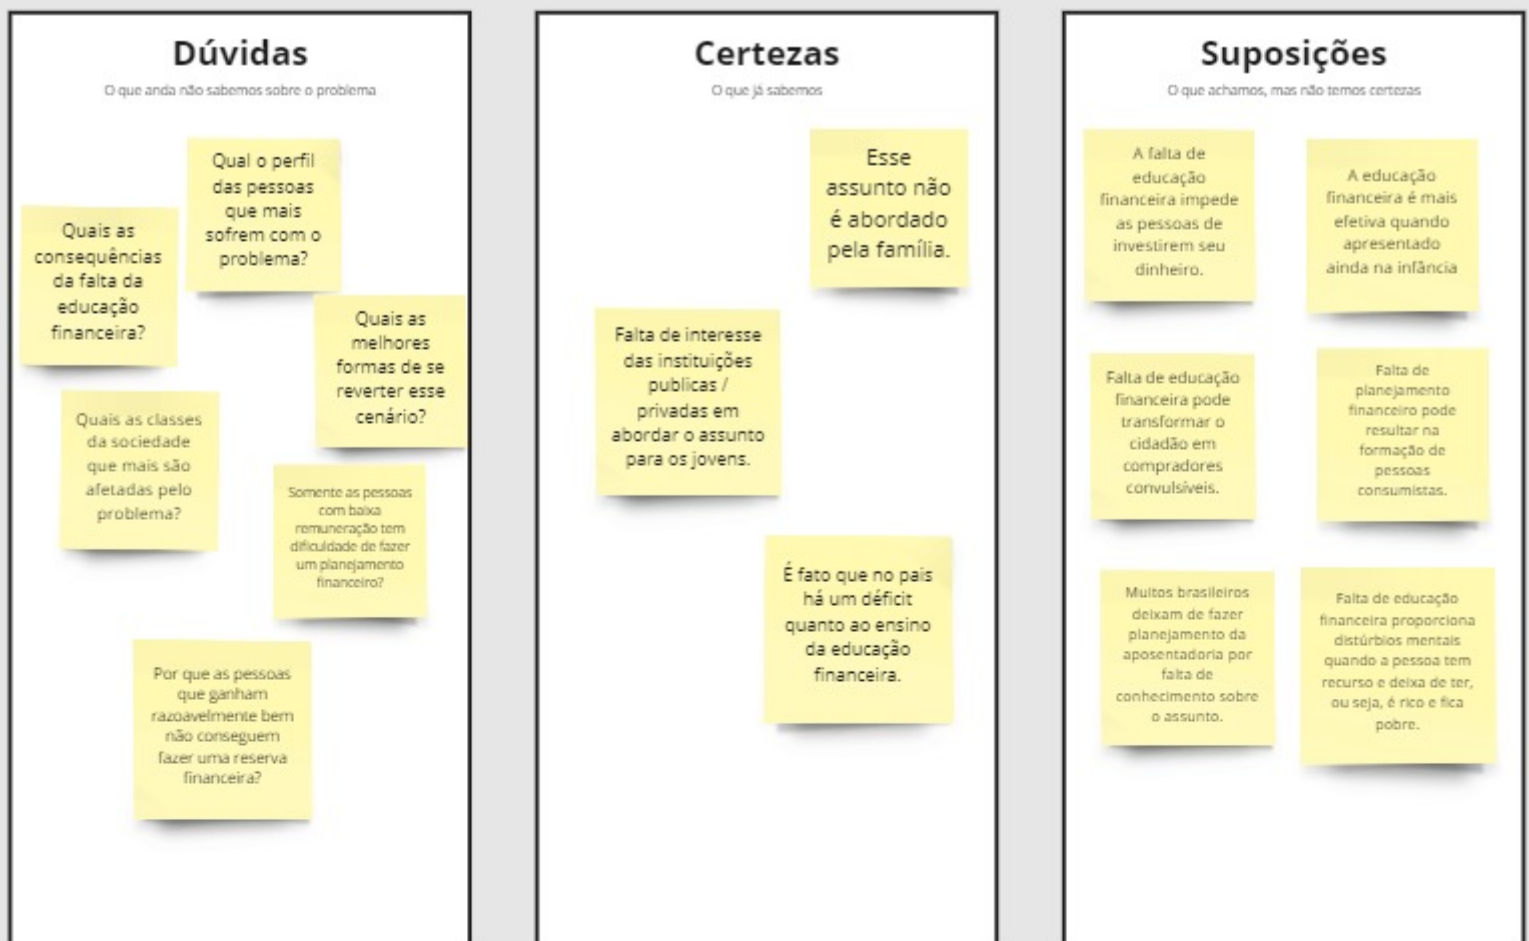 Dúvidas
O que anda não sabemos sobre o problema
Qual o perfil
das pessoas
que mais
sofrem com o
problema?
Quais as
consequências
da falta da
educação
financeira?
Quais as
melhores
formas de se
reverter esse
cenário?
Quais as classes
da sociedade
que mais são
afetadas pelo
problema?
Somente as pessoas
com baixa
remuneração tem
dificuldade de fazer
um planejamento
financeiro?
Por que as pessoas
que ganham
razoavelmente bem
não conseguem
fazer uma reserva
financeira?
Certezas
O que já sabemos
Esse
assunto não
é abordado
pela família.
Falta de interesse
das instituições
publicas /
privadas em
abordar o assunto
para os jovens.
É fato que no pais
há um déficit
quanto ao ensino
da educação
financeira.
Suposições
O que achamos, mas não temos certezas
A falta de
educação
financeira impede
as pessoas de
investirem seu
dinheiro.
A educação
financeira é mais
efetiva quando
apresentado
ainda na infância
Falta de educação
financeira pode
transformar o
cidadão em
compradores
convulsíveis.
Falta de
planejamento
financeiro pode
resultar na
formação de
pessoas
consumistas.
Muitos brasileiros
deixam de fazer
planejamento da
aposentadoria por
falta de
conhecimento sobre
o assunto.
Falta de educação
financeira proporciona
distúrbios mentais
quando a pessoa tem
recurso e deixa de ter,
ou seja, é rico e fica
pobre.